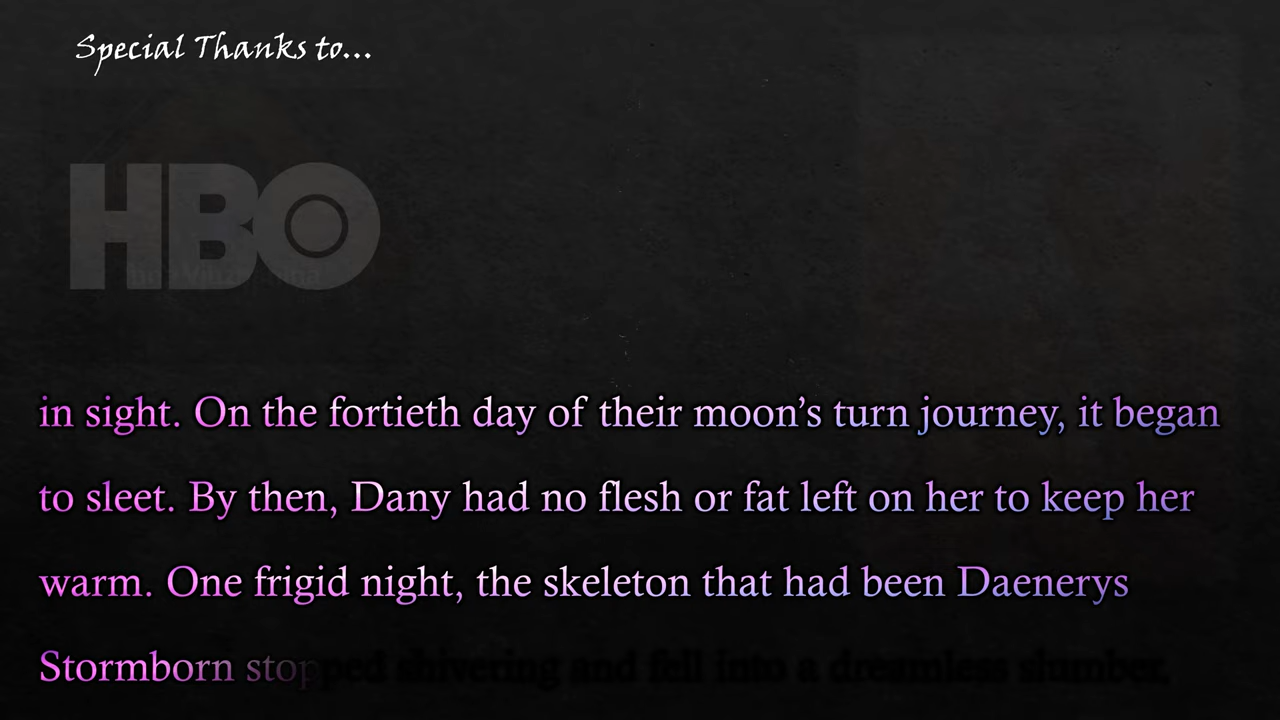 Special Thanks to...
HBO
in sight. On the fortieth day of their moon’s turn journey, it began
to sleet. By then, Dany had no flesh or fat left on her to keep her
warm. One frigid night, the skeleton that had been Daenerys
Stormborn stopped shivering and fell into a dreamless slumber.